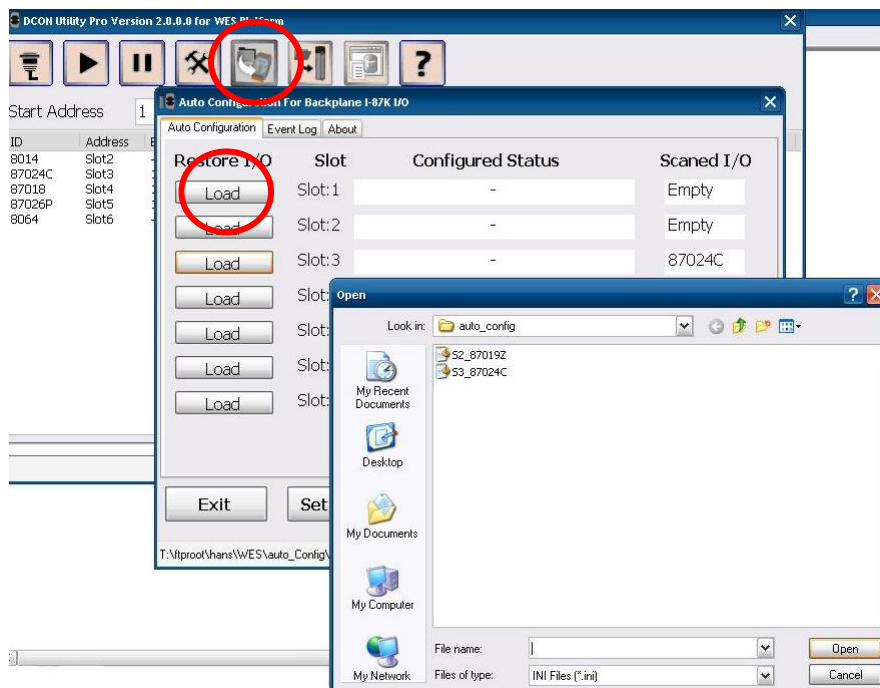 DCON Utility Pro Version 2.0.0.0 for WES Platform
Start Address 1
ID Address
8014 Slot2
87024C Slot3
87018 Slot4
87026P Slot5
8064 Slot6
Auto Configuration For Backplane I-87K I/O
Auto Configuration Event Log About
Restore I/O Slot Configured Status Scaned I/O
Load Slot:1 - Empty
Load Slot:2 - Empty
Load Slot:3 - 87024C
Load Slot:
Load Slot:
Load Slot:
Load Slot:
Exit Set
T:\ftproot\hans\WES\auto_Config\
Open
Look in: auto_config
S2_87019Z
S3_87024C
My Recent
Documents
Desktop
My Documents
My Computer
My Network
File name: Open
Files of type: INI Files (*.ini) Cancel